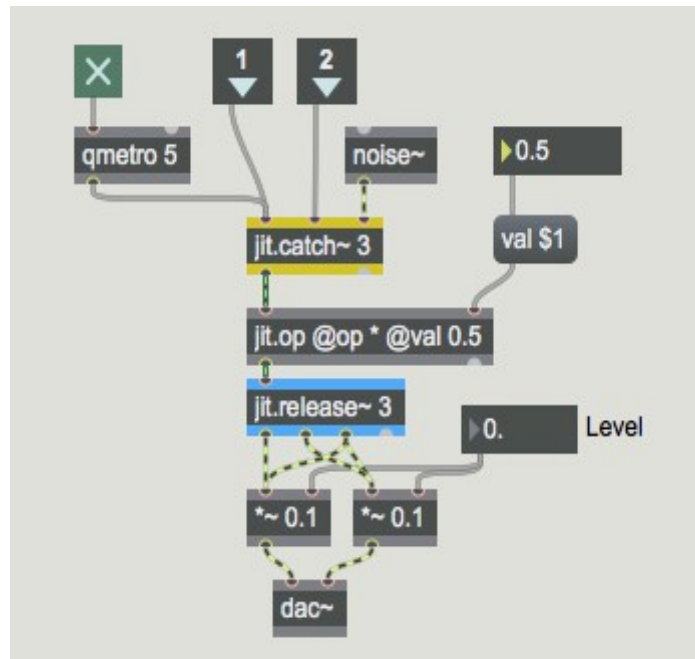 1
2
qmetro 5
noise~
0.5
jit.catch~ 3
val $1
jit.op @op * @val 0.5
jit.release~ 3
0.
Level
*~ 0.1
*~ 0.1
dac~